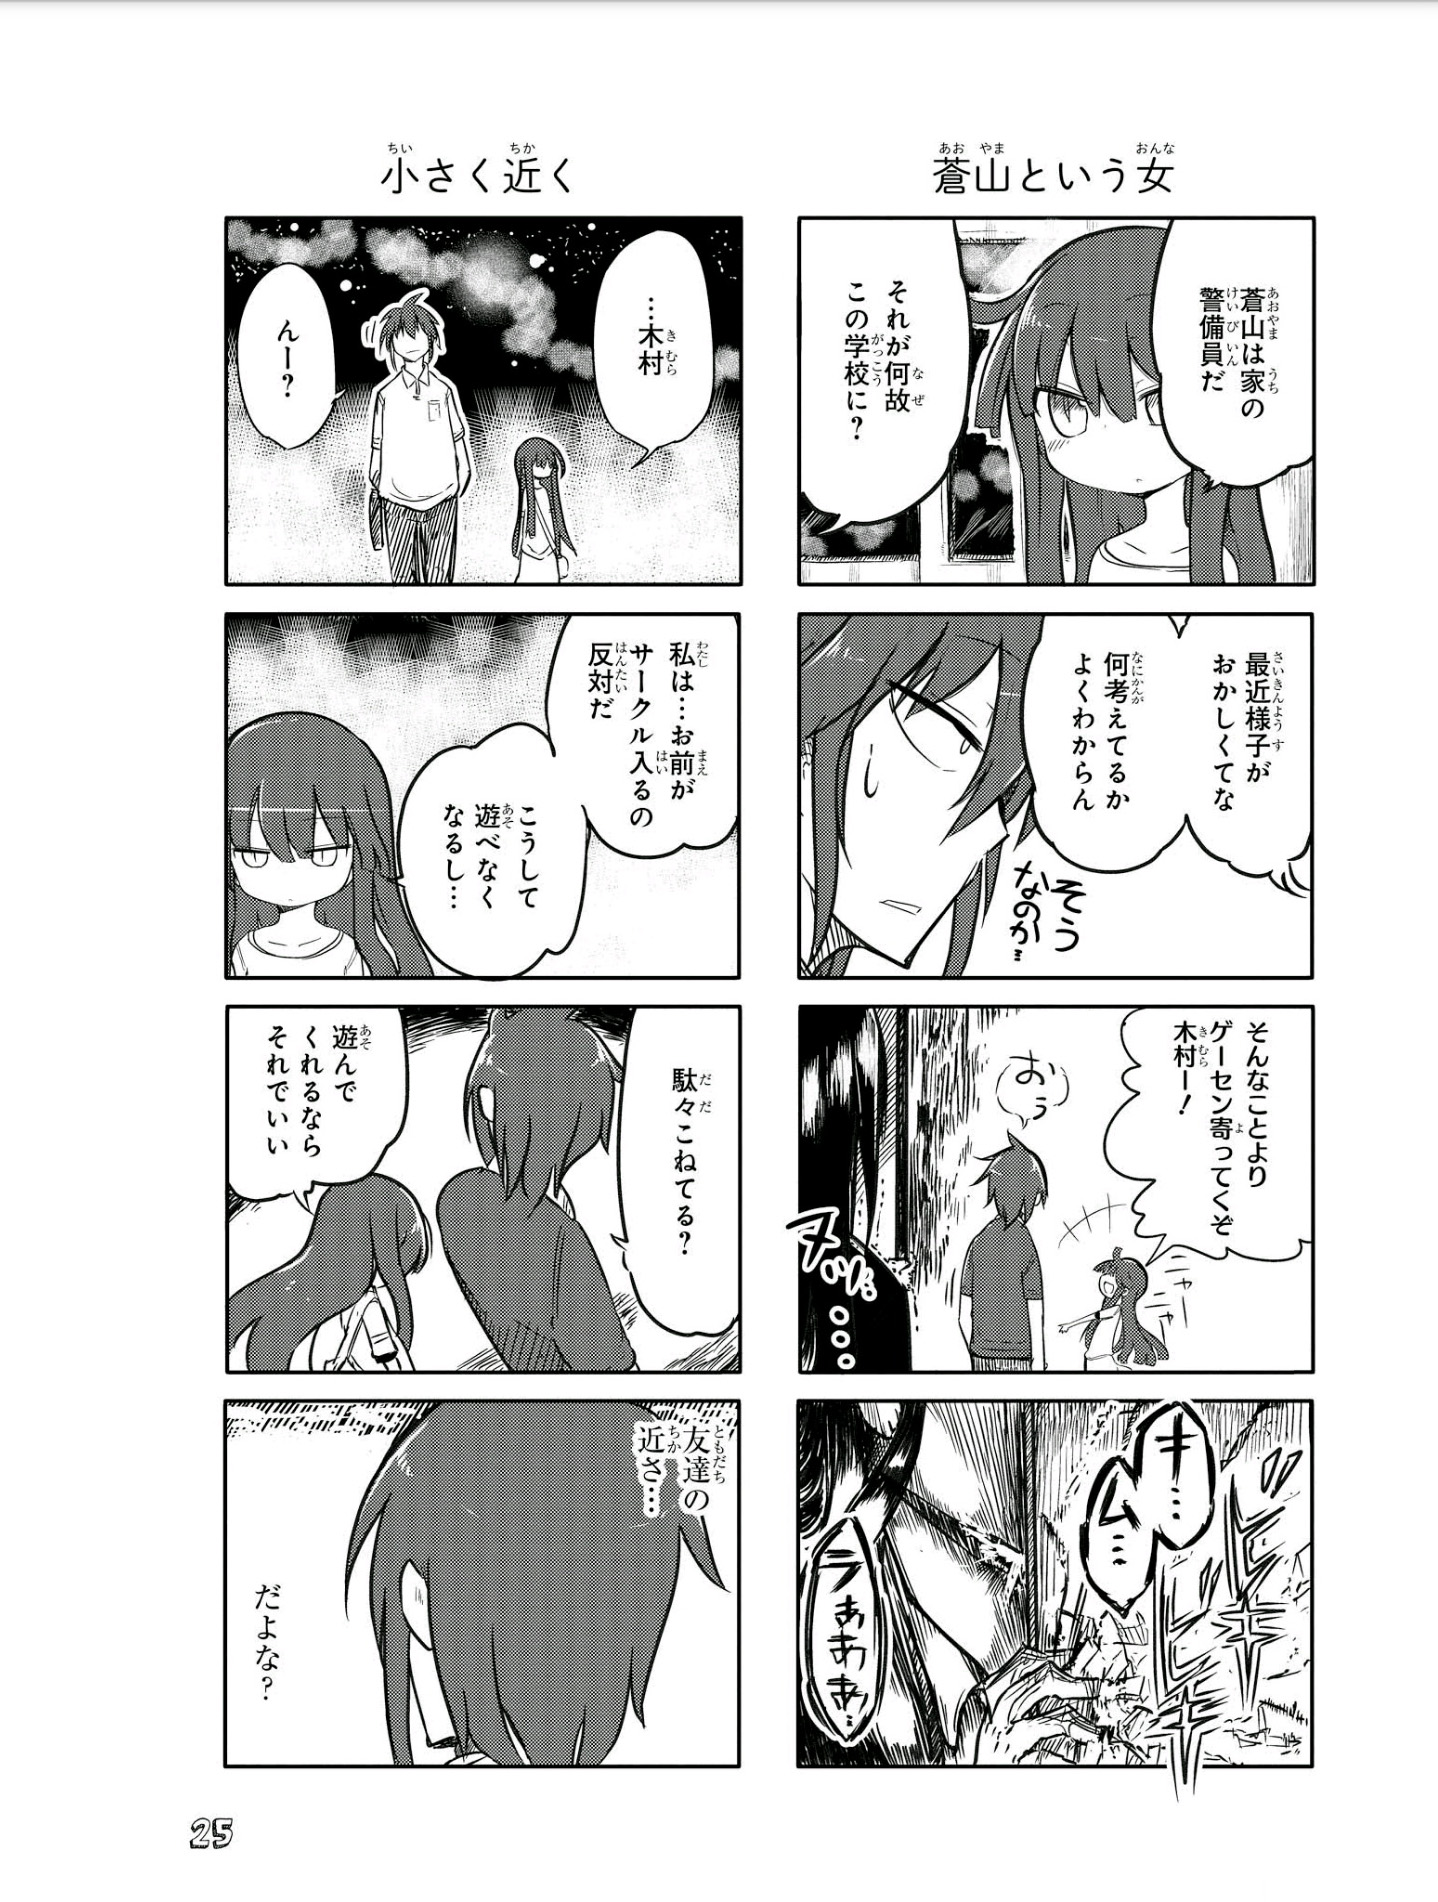 蒼山という女
蒼山は家の
警備員だ
それが何故
この学校に?
最近様子が
おかしくてな
何考えてるか
よくわからん
そう
なのか…
そんなことより
ゲーセン寄ってくぞ
木村ー!
おぅ
ニャー
ニャー
ヌッ…
キ…
ム…
ラぁぁぁ…
ビキ
ビキ
小さく近く
…木村
んー?
私は…お前が
サークル入るの
反対だ
こうして
遊べなく
なるし…
駄々こねてる?
遊んで
くれるなら
それでいい
友達の
近さ…
だよな?
25